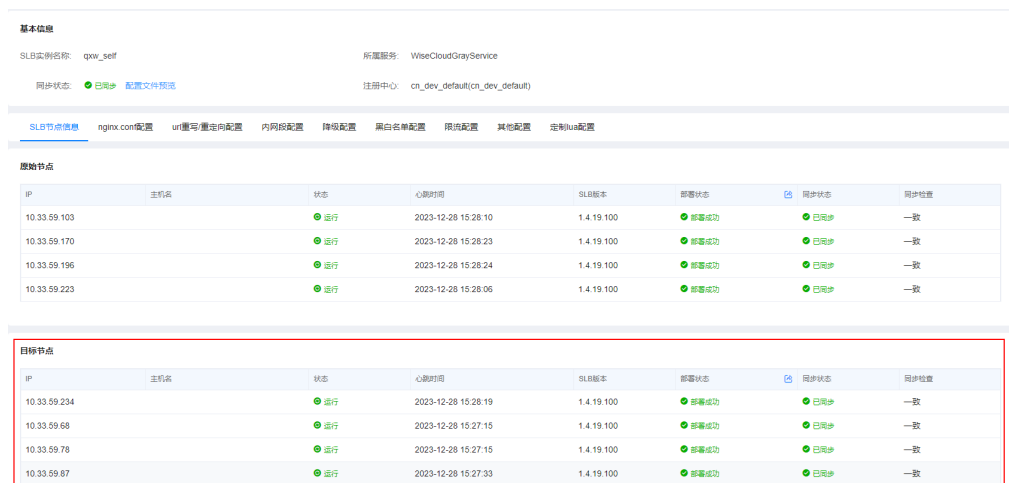 基本信息
SLB实例名称: qxw_self 所属服务: WiseCloudGrayService
同步状态: 已同步 配置文件预览 注册中心: cn_dev_default(cn_dev_default)
SLB节点信息 nginx.conf配置 url重写/重定向配置 内网段配置 降级配置 黑白名单配置 限流配置 其他配置 定制lua配置
原始节点
IP 主机名 状态 心跳时间 SLB版本 部署状态 同步状态 同步检查
10.33.59.103 运行 2023-12-28 15:28:10 1.4.19.100 部署成功 已同步 一致
10.33.59.170 运行 2023-12-28 15:28:23 1.4.19.100 部署成功 已同步 一致
10.33.59.196 运行 2023-12-28 15:28:24 1.4.19.100 部署成功 已同步 一致
10.33.59.223 运行 2023-12-28 15:28:06 1.4.19.100 部署成功 已同步 一致
目标节点
IP 主机名 状态 心跳时间 SLB版本 部署状态 同步状态 同步检查
10.33.59.234 运行 2023-12-28 15:28:19 1.4.19.100 部署成功 已同步 一致
10.33.59.68 运行 2023-12-28 15:27:15 1.4.19.100 部署成功 已同步 一致
10.33.59.78 运行 2023-12-28 15:27:15 1.4.19.100 部署成功 已同步 一致
10.33.59.87 运行 2023-12-28 15:27:33 1.4.19.100 部署成功 已同步 一致